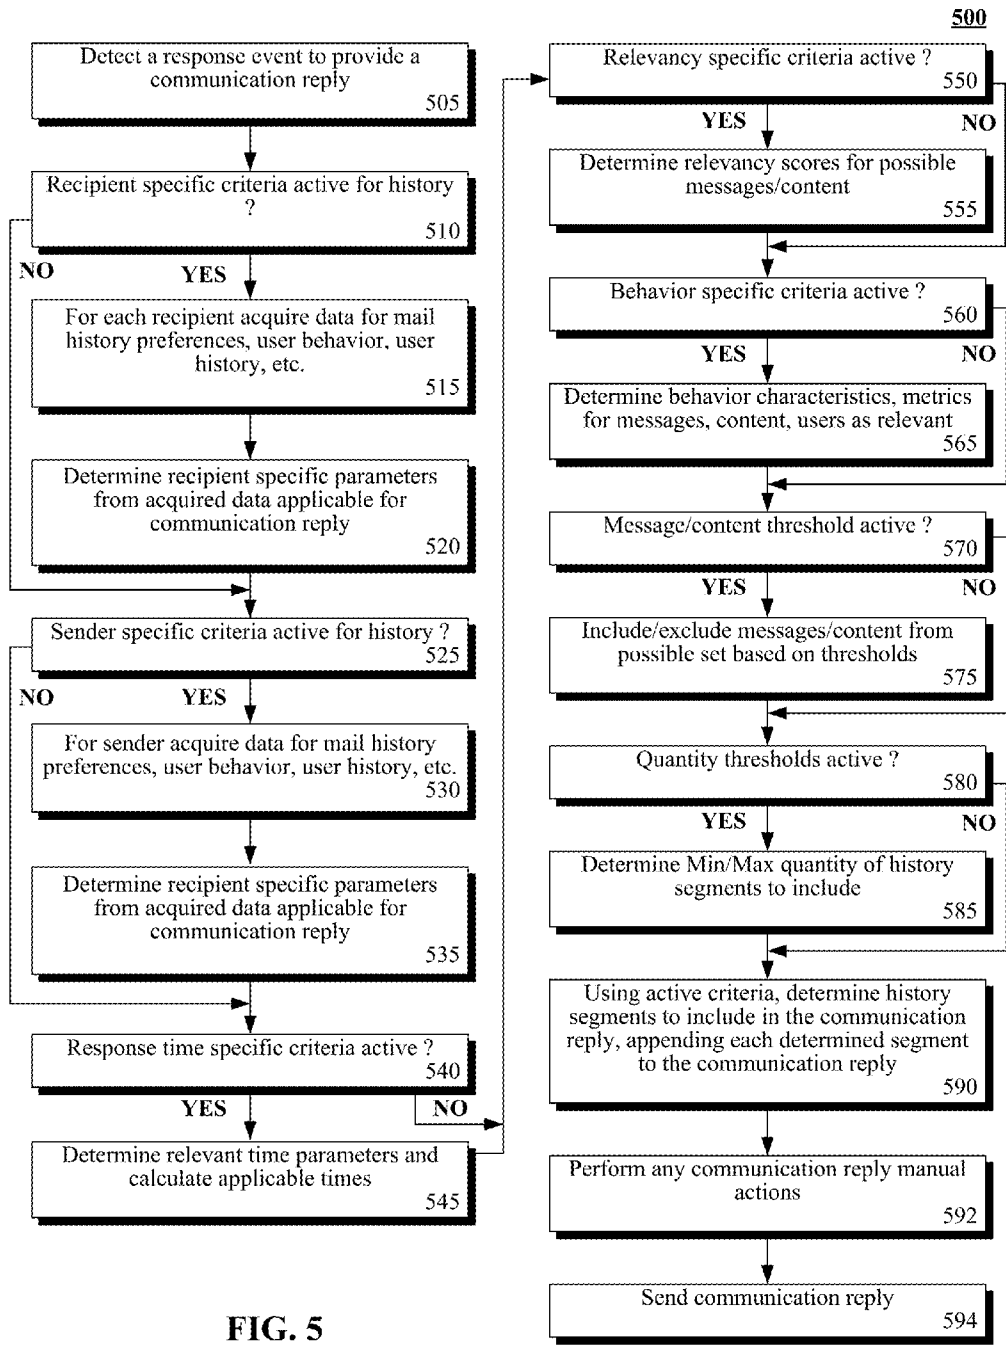 500
Detect a response event to provide a
communication reply
505
Recipient specific criteria active for history
?
510
NO
YES
For each recipient acquire data for mail
history preferences, user behavior, user
history, etc.
515
Determine recipient specific parameters
from acquired data applicable for
communication reply
520
Sender specific criteria active for history ?
525
NO
YES
For sender acquire data for mail history
preferences, user behavior, user history, etc.
530
Determine recipient specific parameters
from acquired data applicable for
communication reply
535
Response time specific criteria active ?
540
YES
NO
Determine relevant time parameters and
calculate applicable times
545
Relevancy specific criteria active ?
550
YES
NO
Determine relevancy scores for possible
messages/content
555
Behavior specific criteria active ?
560
YES
NO
Determine behavior characteristics, metrics
for messages, content, users as relevant
565
Message/content threshold active ?
570
YES
NO
Include/exclude messages/content from
possible set based on thresholds
575
Quantity thresholds active ?
580
YES
NO
Determine Min/Max quantity of history
segments to include
585
Using active criteria, determine history
segments to include in the communication
reply, appending each determined segment
to the communication reply
590
Perform any communication reply manual
actions
592
Send communication reply
594
FIG. 5